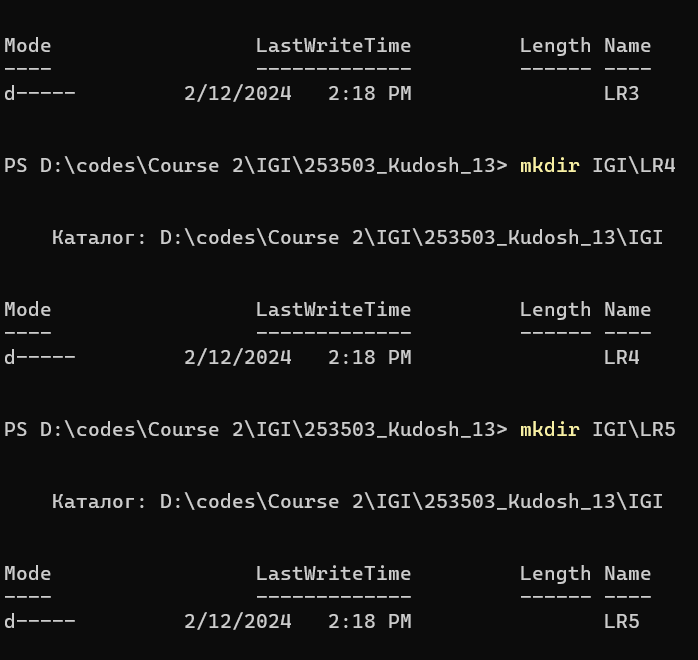 Mode                 LastWriteTime         Length Name
----                 -------------         ------ ----
d-----         2/12/2024   2:18 PM                LR3
PS D:\codes\Course 2\IGI\253503_Kudosh_13> mkdir IGI\LR4
    Каталог: D:\codes\Course 2\IGI\253503_Kudosh_13\IGI
Mode                 LastWriteTime         Length Name
----                 -------------         ------ ----
d-----         2/12/2024   2:18 PM                LR4
PS D:\codes\Course 2\IGI\253503_Kudosh_13> mkdir IGI\LR5
    Каталог: D:\codes\Course 2\IGI\253503_Kudosh_13\IGI
Mode                 LastWriteTime         Length Name
----                 -------------         ------ ----
d-----         2/12/2024   2:18 PM                LR5